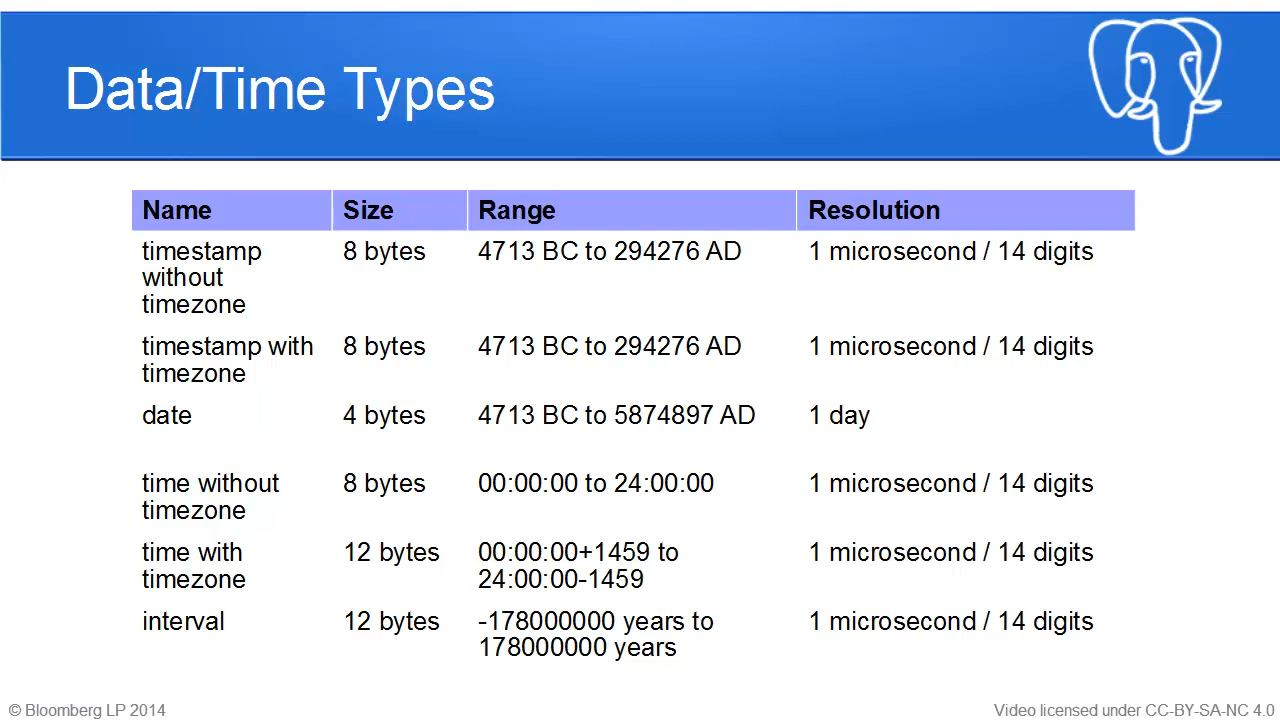 Data/Time Types
Name Size Range Resolution
timestamp 8 bytes 4713 BC to 294276 AD 1 microsecond / 14 digits
without
timezone
timestamp with 8 bytes 4713 BC to 294276 AD 1 microsecond / 14 digits
timezone
date 4 bytes 4713 BC to 5874897 AD 1 day
time without 8 bytes 00:00:00 to 24:00:00 1 microsecond / 14 digits
timezone
time with 12 bytes 00:00:00+1459 to 1 microsecond / 14 digits
timezone 24:00:00-1459
interval 12 bytes -178000000 years to 1 microsecond / 14 digits
178000000 years
© Bloomberg LP 2014 Video licensed under CC-BY-SA-NC 4.0